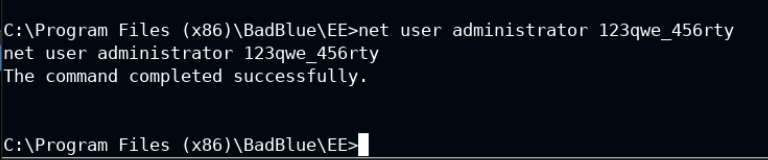 C:\Program Files (x86)\BadBlue\EE>net user administrator 123qwe_456rty
net user administrator 123qwe_456rty
The command completed successfully.
C:\Program Files (x86)\BadBlue\EE>